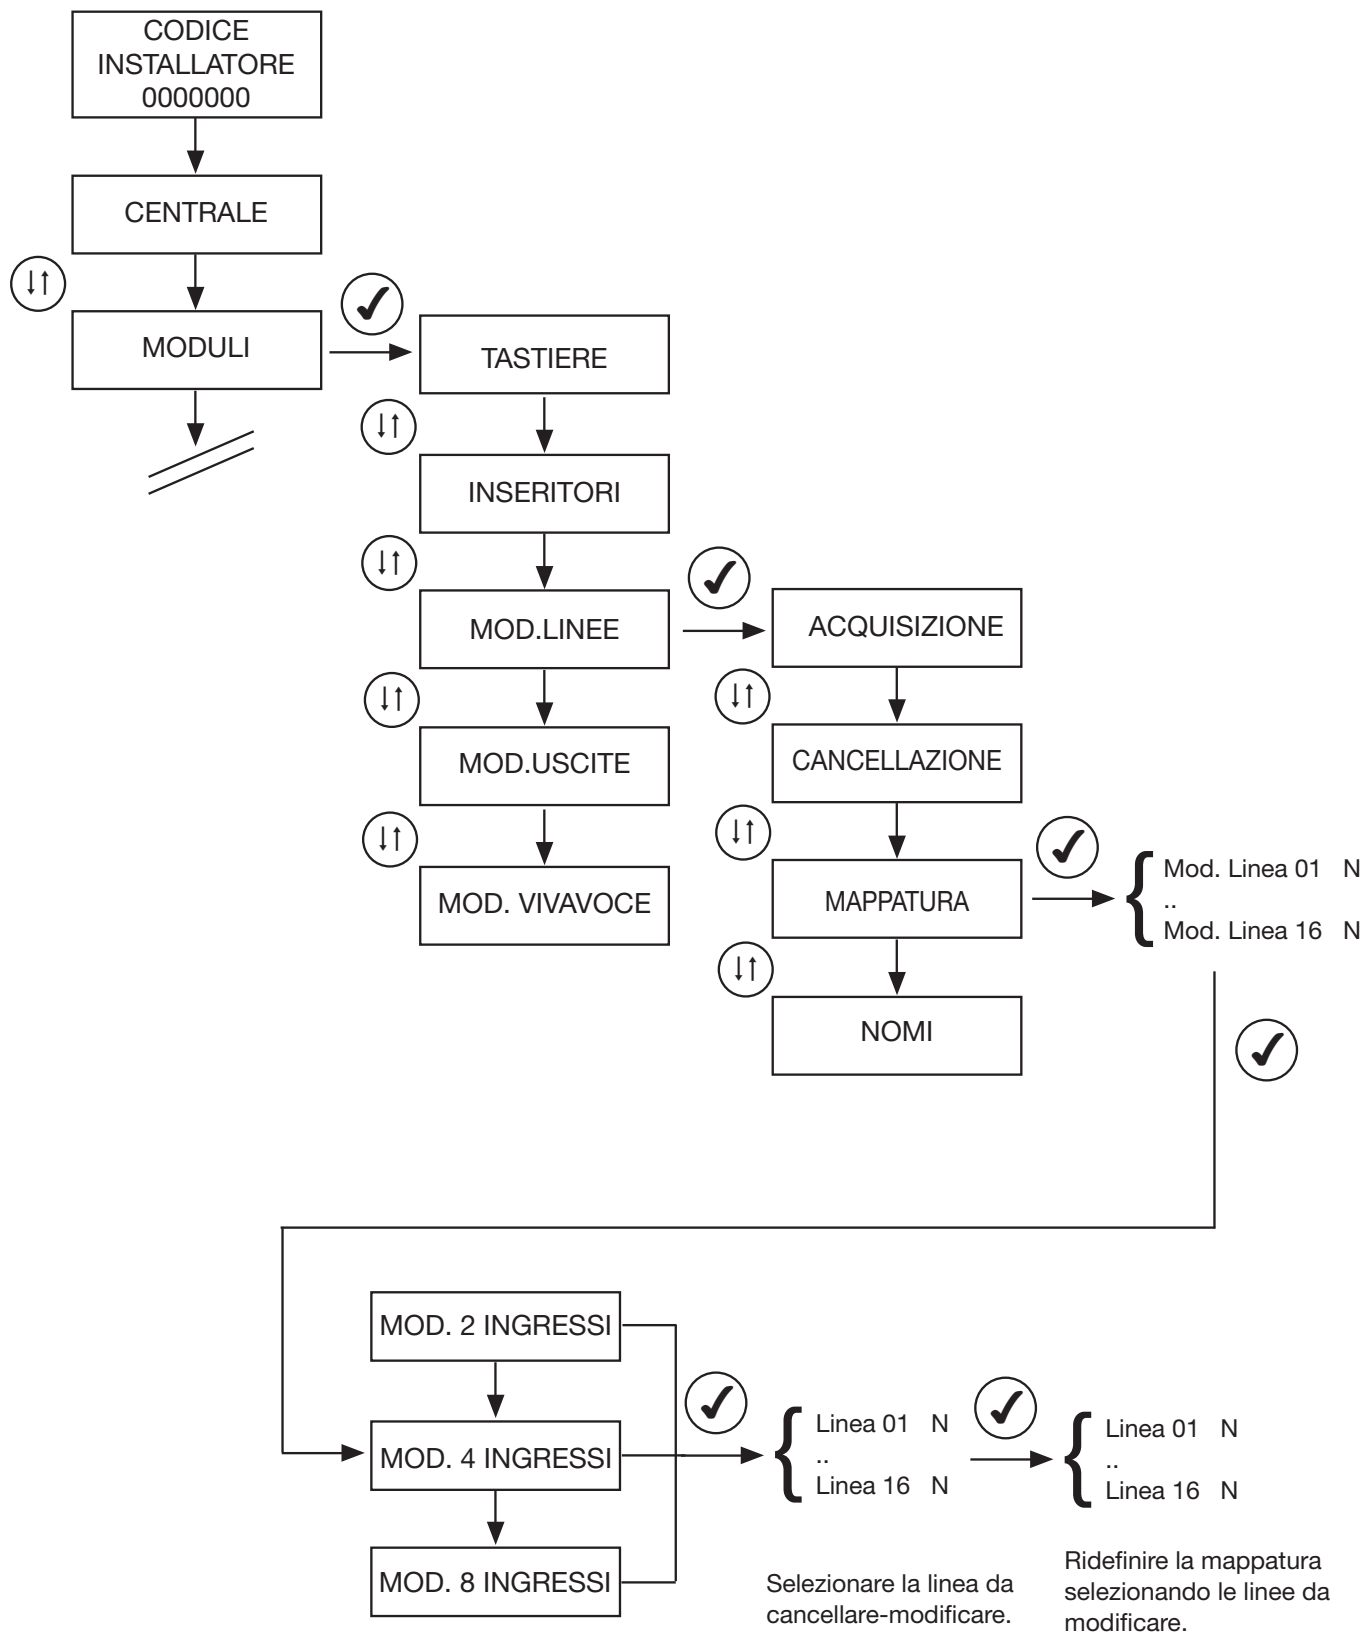 CODICE
INSTALLATORE
0000000
CENTRALE
MODULI
TASTIERE
INSERITORI
MOD.LINEE
ACQUISIZIONE
MOD.USCITE
CANCELLAZIONE
MOD. VIVAVOCE
MAPPATURA
Mod. Linea 01 N
..
Mod. Linea 16 N
NOMI
MOD. 2 INGRESSI
MOD. 4 INGRESSI
MOD. 8 INGRESSI
Linea 01 N
..
Linea 16 N
Linea 01 N
..
Linea 16 N
Selezionare la linea da
cancellare-modificare.
Ridefinire la mappatura
selezionando le linee da
modificare.